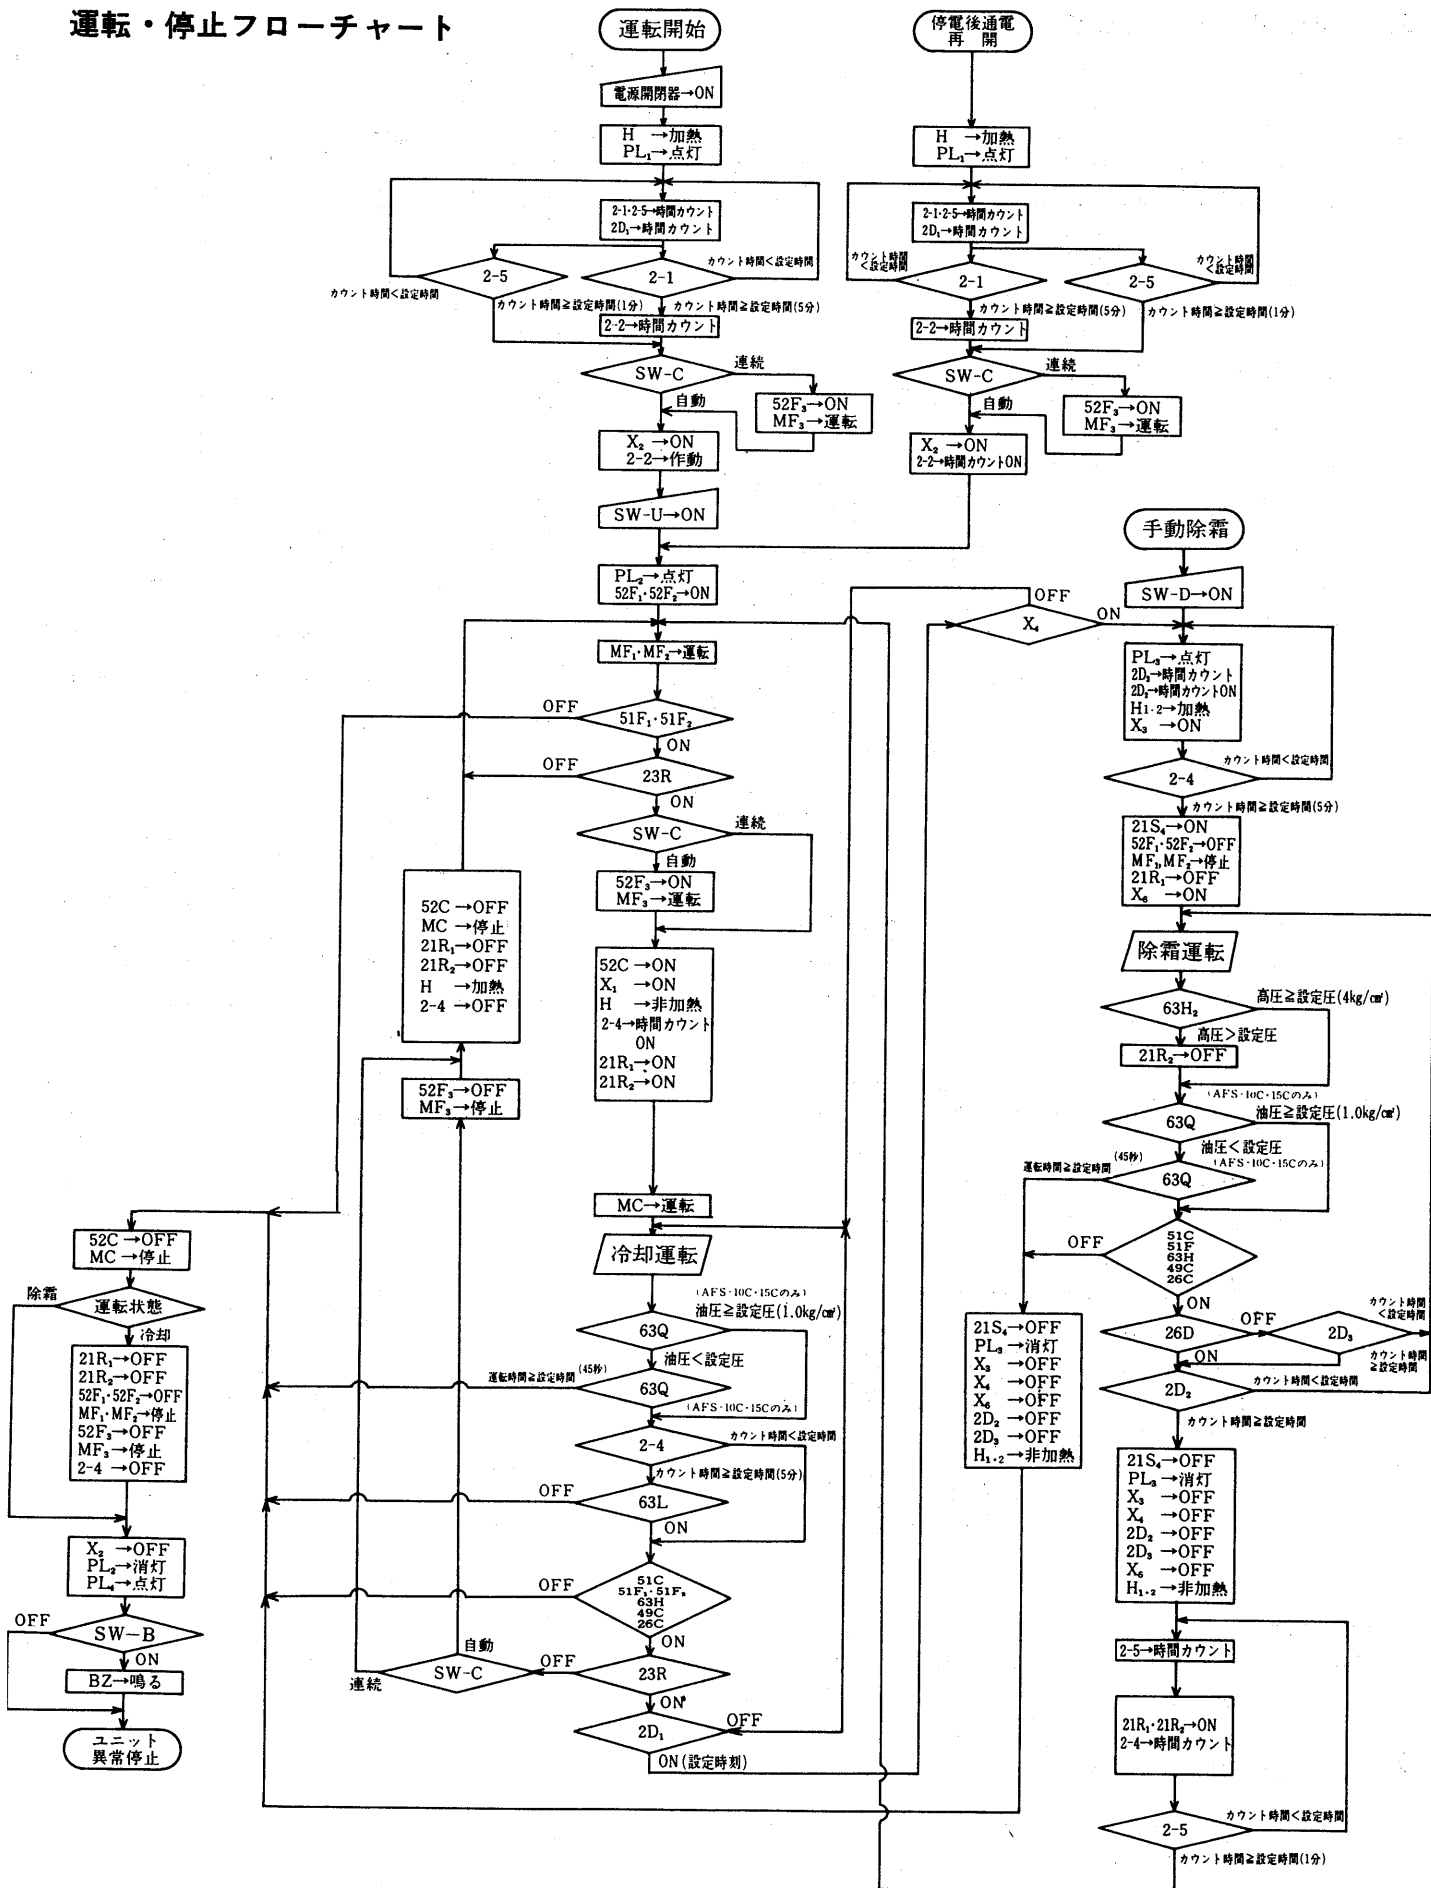 運転・停止フローチャート
運転開始
電源開閉器→ON
H →加熱
PL₁→点灯
2-1・2-5→時間カウント
2D₁→時間カウント
2-5
2-1
カウント時間<設定時間
カウント時間<設定時間
カウント時間≧設定時間(1分)
カウント時間≧設定時間(5分)
2-2→時間カウント
SW-C
連続
自動
52F₃→ON
MF₃→運転
X₂ →ON
2-2→作動
SW-U→ON
停電後通電
再 開
H →加熱
PL₁→点灯
2-1・2-5→時間カウント
2D₁→時間カウント
カウント時間
<設定時間
2-1
2-5
カウント時間
<設定時間
カウント時間≧設定時間(5分)
カウント時間≧設定時間(1分)
2-2→時間カウント
SW-C
連続
自動
52F₃→ON
MF₃→運転
X₂ →ON
2-2→時間カウントON
PL₂→点灯
52F₁・52F₂→ON
MF₁・MF₂→運転
OFF
51F₁・51F₂
ON
OFF
23R
ON
SW-C
連続
自動
52F₃→ON
MF₃→運転
52C →ON
X₁ →ON
H →非加熱
2-4→時間カウント
ON
21R₁→ON
21R₂→ON
MC→運転
冷却運転
(AFS・10C・15Cのみ)
油圧≧設定圧(1.0kg/c㎡)
63Q
油圧<設定圧
運転時間≧設定時間(45秒)
63Q
(AFS・10C・15Cのみ)
2-4
カウント時間<設定時間
カウント時間≧設定時間(5分)
OFF
63L
ON
OFF
51C
51F₁・51F₂
63H
49C
26C
ON
23R
OFF
SW-C
自動
連続
ON
2D₁
OFF
ON(設定時刻)
52C →OFF
MC →停止
21R₁→OFF
21R₂→OFF
H →加熱
2-4 →OFF
52F₃→OFF
MF₃→停止
52C →OFF
MC →停止
除霜
運転状態
冷却
21R₁→OFF
21R₂→OFF
52F₁・52F₂→OFF
MF₁・MF₂→停止
52F₃→OFF
MF₃→停止
2-4 →OFF
X₂ →OFF
PL₂→消灯
PL₄→点灯
OFF
SW-B
ON
BZ→鳴る
ユニット
異常停止
手動除霜
SW-D→ON
OFF
X₄
ON
PL₃→点灯
2D₃→時間カウント
2D₂→時間カウントON
H₁・₂→加熱
X₃ →ON
2-4
カウント時間<設定時間
カウント時間≧設定時間(5分)
21S₄→ON
52F₁・52F₂→OFF
MF₁,MF₂→停止
21R₁→OFF
X₆ →ON
除霜運転
63H₂
高圧≧設定圧(4kg/c㎡)
高圧>設定圧
21R₂→OFF
(AFS・10C・15Cのみ)
63Q
油圧≧設定圧(1.0kg/c㎡)
油圧<設定圧
(AFS・10C・15Cのみ)
運転時間≧設定時間(45秒)
63Q
OFF
51C
51F
63H
49C
26C
ON
26D
OFF
2D₃
カウント時間
<設定時間
カウント時間
≧設定時間
ON
2D₂
カウント時間<設定時間
カウント時間≧設定時間
21S₄→OFF
PL₃→消灯
X₃ →OFF
X₄ →OFF
X₆ →OFF
2D₂→OFF
2D₃→OFF
H₁・₂→非加熱
21S₄→OFF
PL₃→消灯
X₃ →OFF
X₄ →OFF
2D₂ →OFF
2D₃ →OFF
X₆ →OFF
H₁・₂→非加熱
2-5→時間カウント
21R₁・21R₂→ON
2-4→時間カウント
2-5
カウント時間<設定時間
カウント時間≧設定時間(1分)